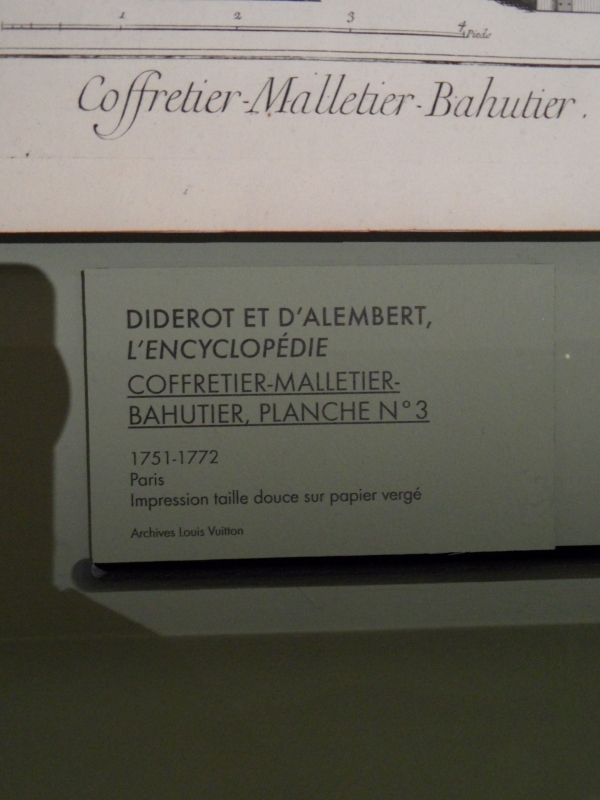 1 2 3 4 Pieds
Coffretier-Malletier-Bahutier.
DIDEROT ET D'ALEMBERT,
L'ENCYCLOPÉDIE
COFFRETIER-MALLETIER-
BAHUTIER, PLANCHE N°3
1751-1772
Paris
Impression taille douce sur papier vergé
Archives Louis Vuitton